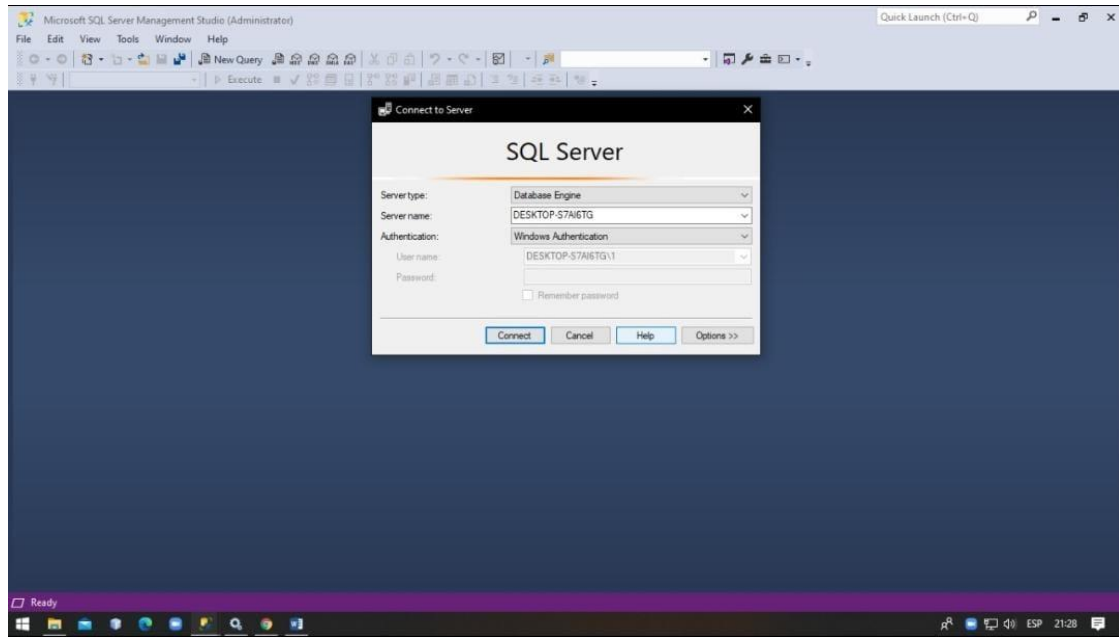 Microsoft SQL Server Management Studio (Administrator)
Quick Launch (Ctrl+Q)
File Edit View Tools Window Help
New Query
Execute
Connect to Server
SQL Server
Server type: Database Engine
Server name: DESKTOP-S7AI6TG
Authentication: Windows Authentication
User name: DESKTOP-S7AI6TG\1
Password:
Remember password
Connect Cancel Help Options >>
Ready
ESP 21:28